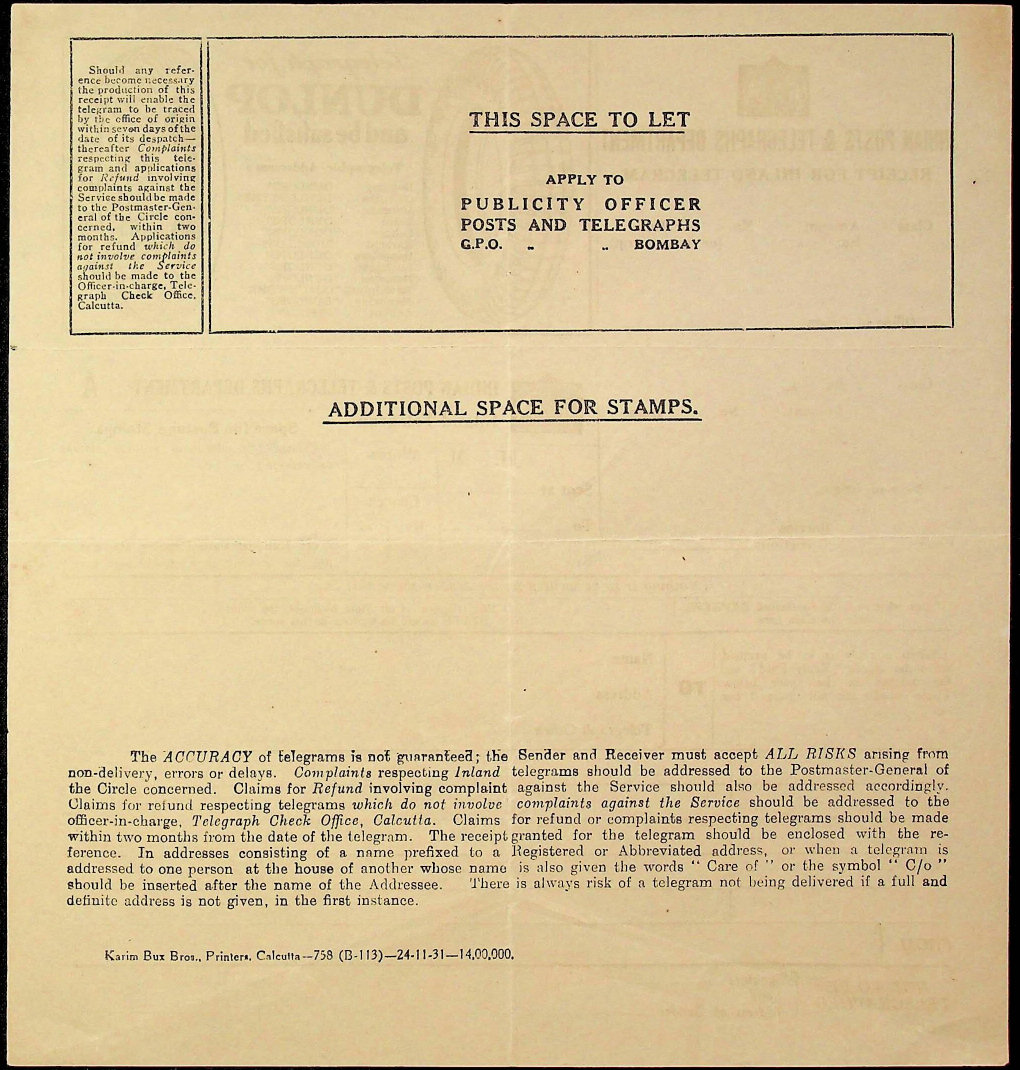 Should any refer-
ence become necessary
the production of this
receipt will enable the
telegram to be traced
by the office of origin
within seven days of the
date of its despatch—
thereafter Complaints
respecting this tele-
gram and applications
for Refund involving
complaints against the
Service should be made
to the Postmaster-Gen-
eral of the Circle con-
cerned, within two
months. Applications
for refund which do
not involve complaints
against the Service
should be made to the
Officer-in-charge, Tele-
graph Check Office,
Calcutta.
THIS SPACE TO LET
APPLY TO
PUBLICITY OFFICER
POSTS AND TELEGRAPHS
G.P.O. .. .. BOMBAY
ADDITIONAL SPACE FOR STAMPS.
The ACCURACY of telegrams is not guaranteed; the Sender and Receiver must accept ALL RISKS arising from
non-delivery, errors or delays. Complaints respecting Inland telegrams should be addressed to the Postmaster-General of
the Circle concerned. Claims for Refund involving complaint against the Service should also be addressed accordingly.
Claims for refund respecting telegrams which do not involve complaints against the Service should be addressed to the
officer-in-charge, Telegraph Check Office, Calcutta. Claims for refund or complaints respecting telegrams should be made
within two months from the date of the telegram. The receipt granted for the telegram should be enclosed with the re-
ference. In addresses consisting of a name prefixed to a Registered or Abbreviated address, or when a telegram is
addressed to one person at the house of another whose name is also given the words " Care of " or the symbol " C/o "
should be inserted after the name of the Addressee. There is always risk of a telegram not being delivered if a full and
definite address is not given, in the first instance.
Karim Bux Bros., Printers, Calcutta—758 (B-113)—24-11-31—14,00,000.